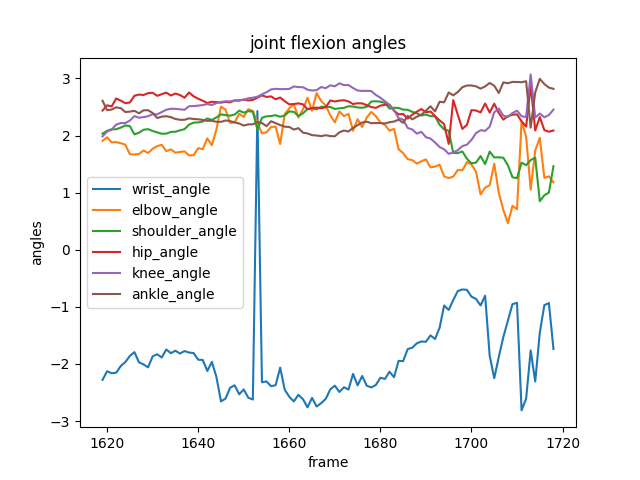 joint flexion angles
angles
3
2
1
0
−1
−2
−3
wrist_angle
elbow_angle
shoulder_angle
hip_angle
knee_angle
ankle_angle
1620
1640
1660
1680
1700
1720
frame